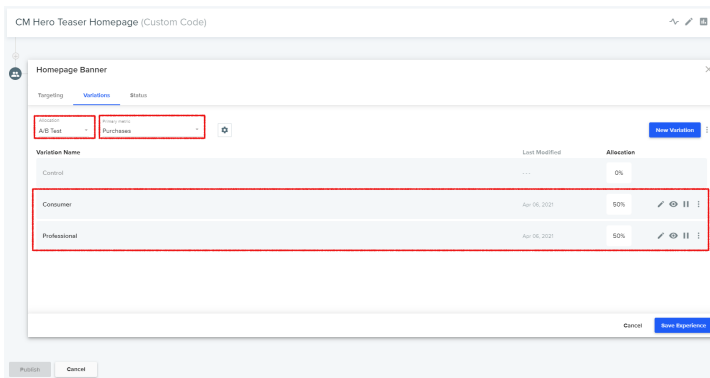 CM Hero Teaser Homepage (Custom Code)
Homepage Banner
Targeting Variations Status
Allocation Primary metric
A/B Test Purchases New Variation
Variation Name Last Modified Allocation
Control --- 0%
Consumer Apr 06, 2021 50%
Professional Apr 06, 2021 50%
Cancel Save Experience
Publish Cancel